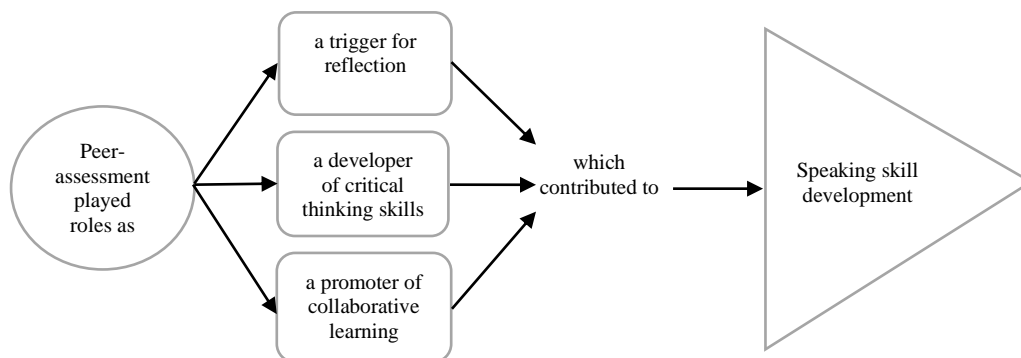 Peer-
assessment
played
roles as
a trigger for
reflection
a developer
of critical
thinking skills
a promoter of
collaborative
learning
which
contributed to
Speaking skill
development